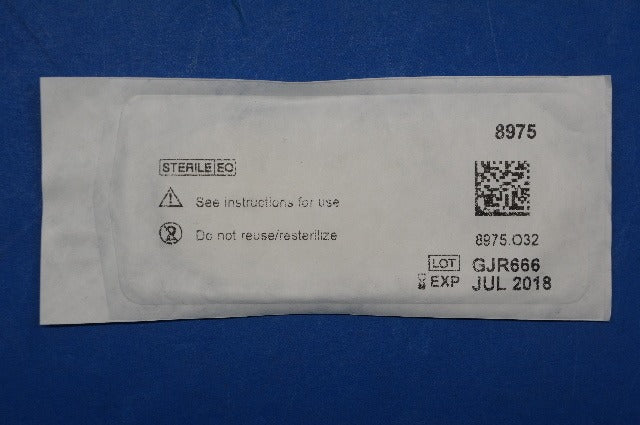 8975
STERILE EO
See instructions for use
Do not reuse/resterilize
8975.O32
LOT GJR666
EXP JUL 2018